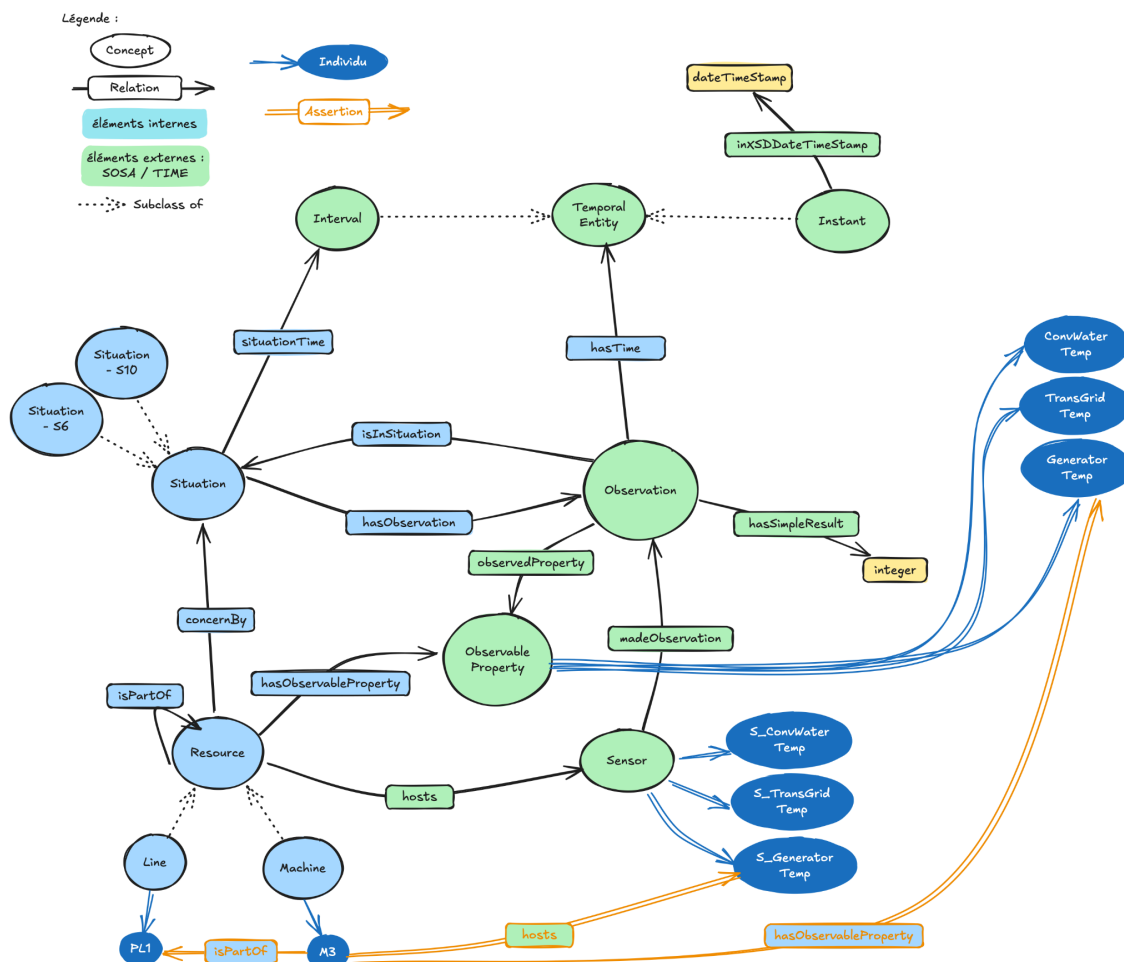 Légende :
Concept
Individu
Relation
Assertion
éléments internes
éléments externes :
SOSA / TIME
Subclass of
dateTimeStamp
inXSDDateTimeStamp
Interval
Temporal
Entity
Instant
situationTime
hasTime
ConvWater
Temp
TransGrid
Temp
Generator
Temp
Situation
- S10
Situation
- S6
isInSituation
Situation
Observation
hasObservation
hasSimpleResult
observedProperty
integer
concernBy
madeObservation
Observable
Property
hasObservableProperty
isPartOf
Resource
Sensor
S_ConvWater
Temp
S_TransGrid
Temp
hosts
S_Generator
Temp
Line
Machine
PL1
isPartOf
M3
hosts
hasObservableProperty